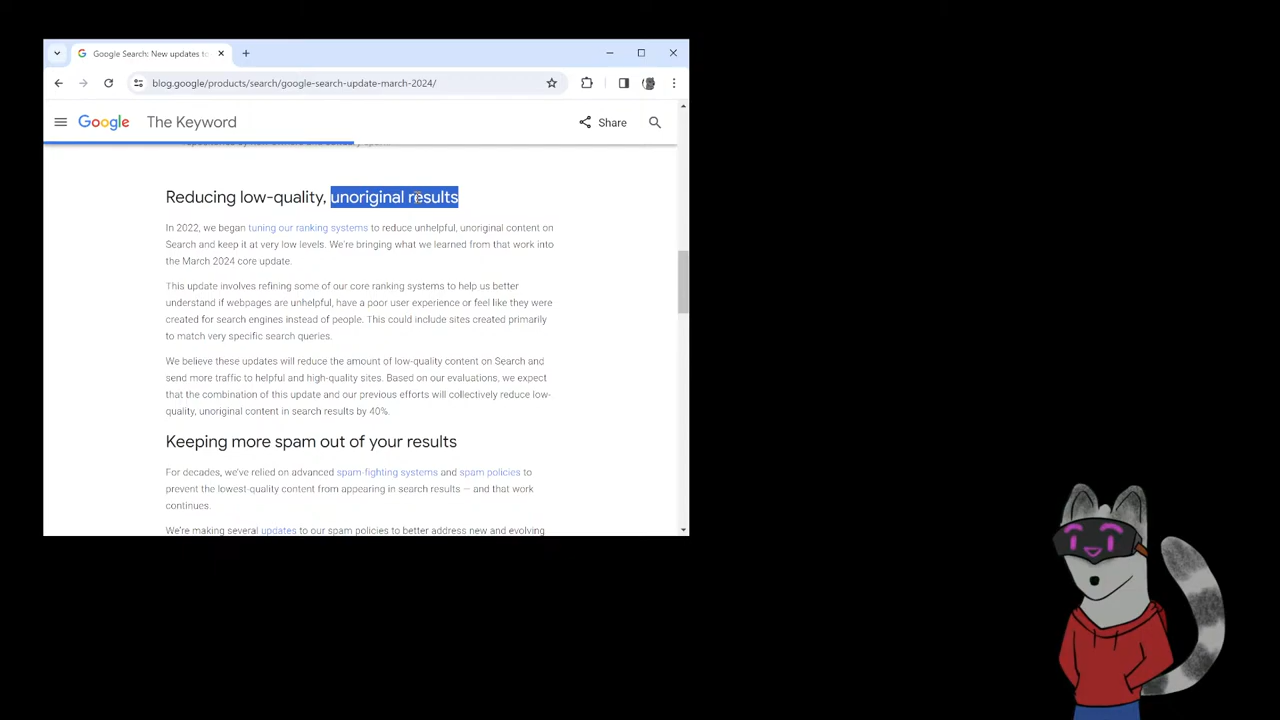 Google Search: New updates to
blog.google/products/search/google-search-update-march-2024/
Google The Keyword
Share
Reducing low-quality, unoriginal results
In 2022, we began tuning our ranking systems to reduce unhelpful, unoriginal content on
Search and keep it at very low levels. We're bringing what we learned from that work into
the March 2024 core update.
This update involves refining some of our core ranking systems to help us better
understand if webpages are unhelpful, have a poor user experience or feel like they were
created for search engines instead of people. This could include sites created primarily
to match very specific search queries.
We believe these updates will reduce the amount of low-quality content on Search and
send more traffic to helpful and high-quality sites. Based on our evaluations, we expect
that the combination of this update and our previous efforts will collectively reduce low-
quality, unoriginal content in search results by 40%.
Keeping more spam out of your results
For decades, we've relied on advanced spam-fighting systems and spam policies to
prevent the lowest-quality content from appearing in search results — and that work
continues.
We're making several updates to our spam policies to better address new and evolving